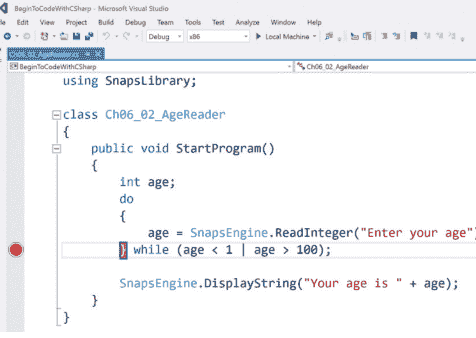 BeginToCodeWithCSharp - Microsoft Visual Studio
File Edit View Project Build Debug Team Tools Test Analyze Window Help
Debug x86 Local Machine
BeginToCodeWithCSharp Ch06_02_AgeReader
using SnapsLibrary;
class Ch06_02_AgeReader
{
public void StartProgram()
{
int age;
do
{
age = SnapsEngine.ReadInteger("Enter your age")
} while (age < 1 | age > 100);
SnapsEngine.DisplayString("Your age is " + age);
}
}